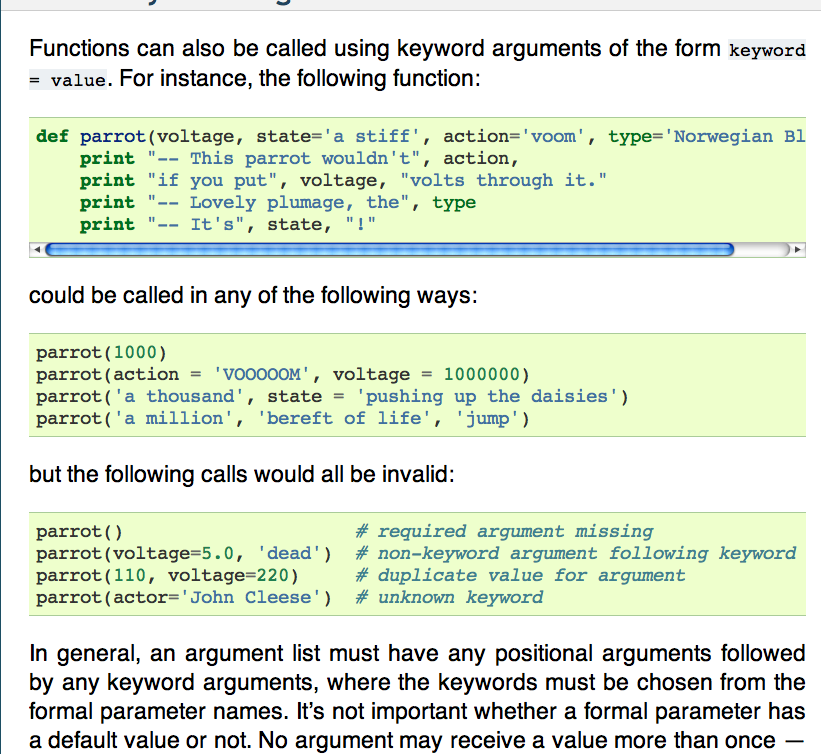 Functions can also be called using keyword arguments of the form keyword
= value. For instance, the following function:
def parrot(voltage, state='a stiff', action='voom', type='Norwegian Bl
    print "-- This parrot wouldn't", action,
    print "if you put", voltage, "volts through it."
    print "-- Lovely plumage, the", type
    print "-- It's", state, "!"
could be called in any of the following ways:
parrot(1000)
parrot(action = 'VOOOOOM', voltage = 1000000)
parrot('a thousand', state = 'pushing up the daisies')
parrot('a million', 'bereft of life', 'jump')
but the following calls would all be invalid:
parrot()                     # required argument missing
parrot(voltage=5.0, 'dead')  # non-keyword argument following keyword
parrot(110, voltage=220)     # duplicate value for argument
parrot(actor='John Cleese')  # unknown keyword
In general, an argument list must have any positional arguments followed
by any keyword arguments, where the keywords must be chosen from the
formal parameter names. It’s not important whether a formal parameter has
a default value or not. No argument may receive a value more than once —